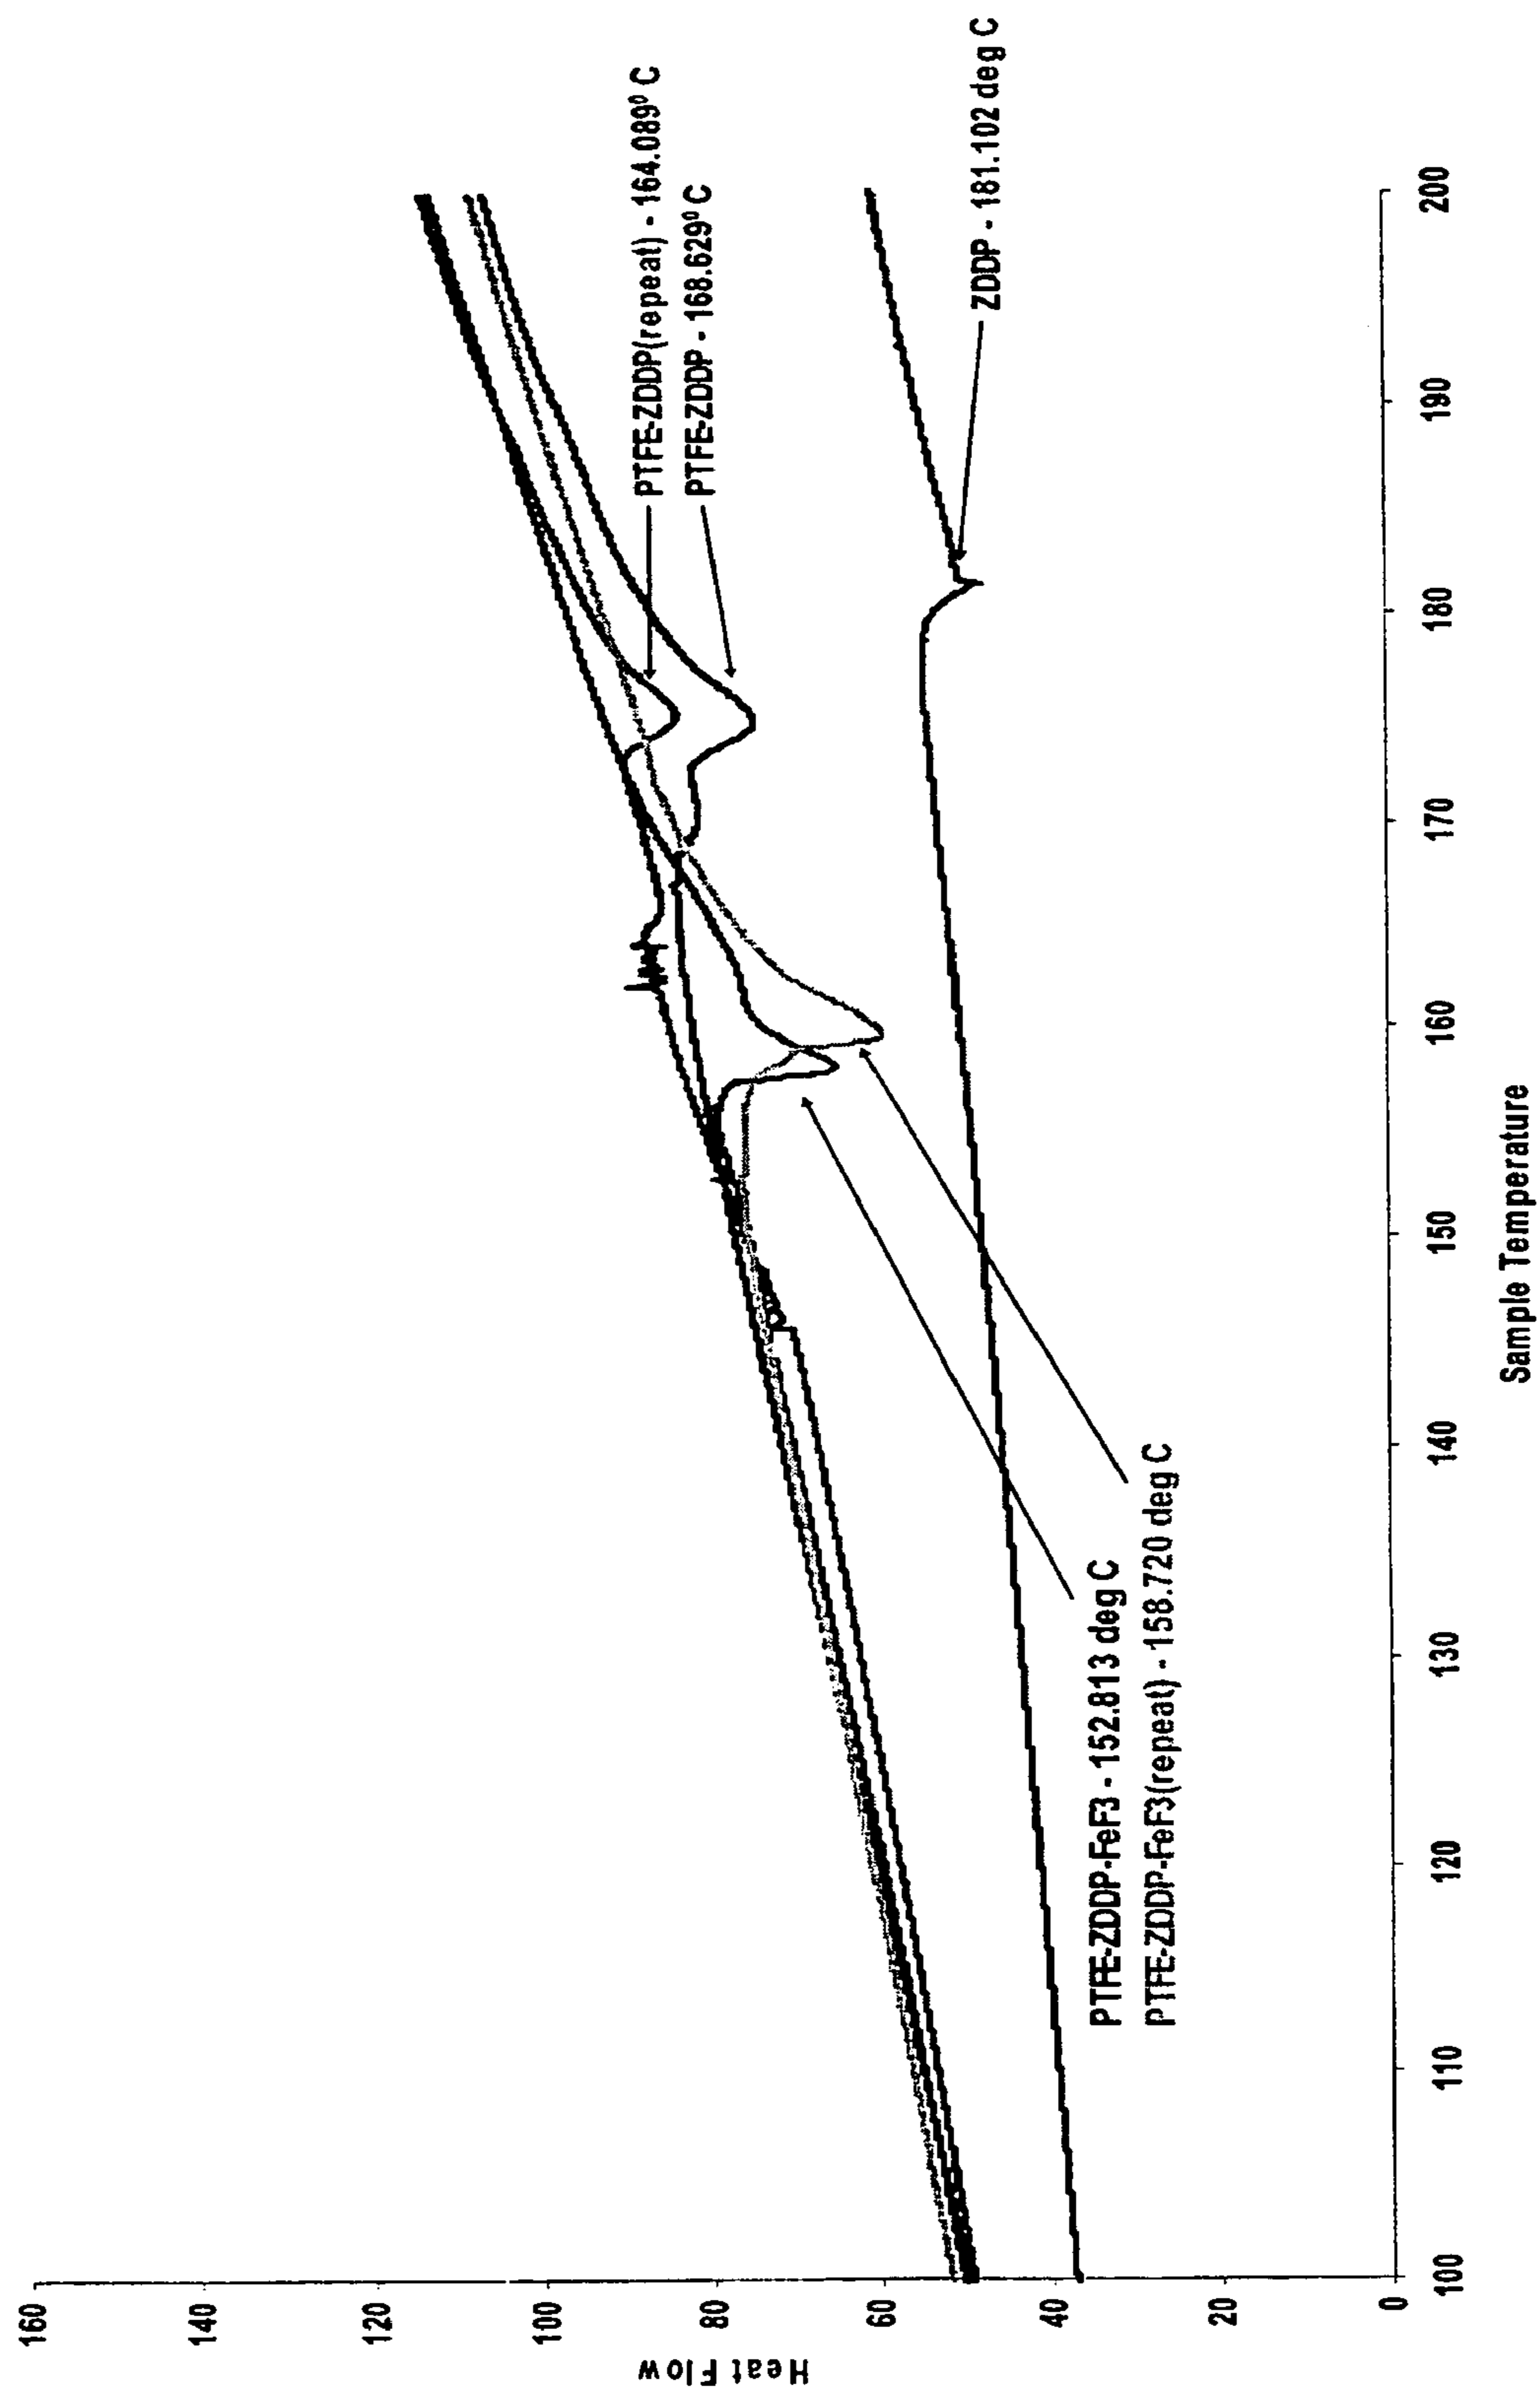 160
140
120
100
80
60
40
20
0
Heat Flow
100
110
120
130
140
150
160
170
180
190
200
Sample Temperature
PTFE-ZDDP(repeat) - 164.089⁰ C
PTFE-ZDDP - 168.629⁰ C
ZDDP - 181.102 deg C
PTFE-ZDDP-FeF3 - 152.813 deg C
PTFE-ZDDP-FeF3(repeat) - 158.720 deg C